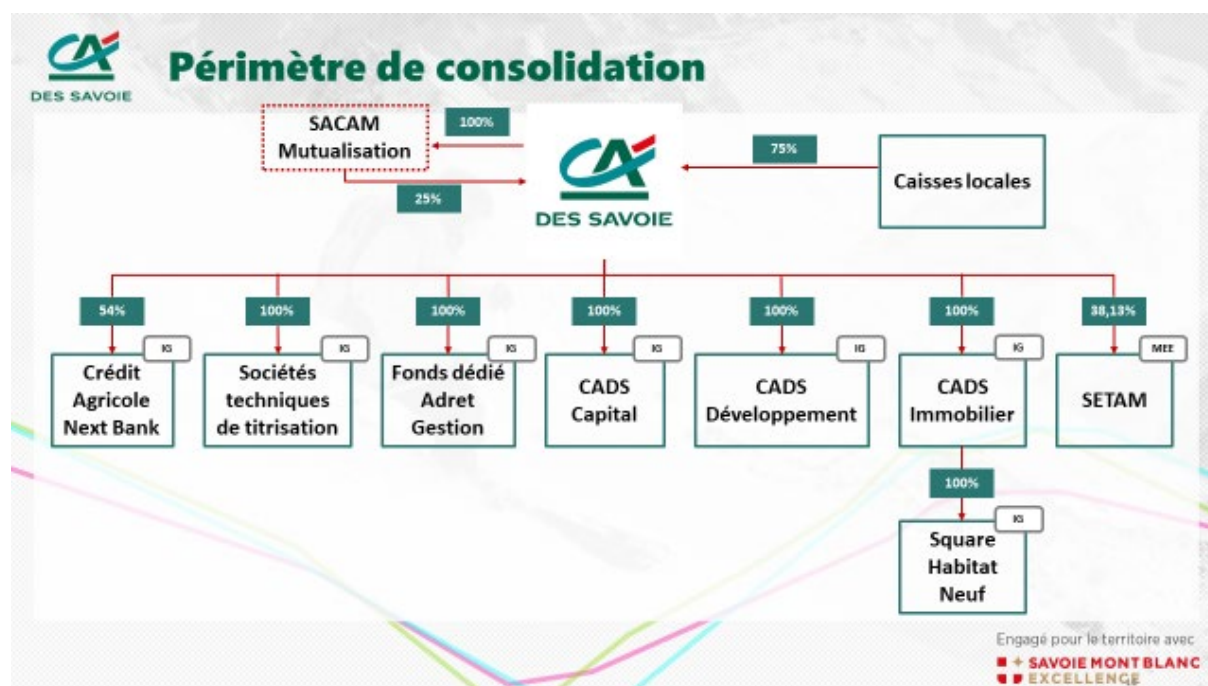 CA
DES SAVOIE
Périmètre de consolidation
SACAM
Mutualisation
100%
25%
CA
DES SAVOIE
75%
Caisses locales
54%
100%
100%
100%
100%
100%
38,13%
IG
IG
IG
IG
IG
IG
MEE
Crédit
Agricole
Next Bank
Sociétés
techniques
de titrisation
Fonds dédié
Adret
Gestion
CADS
Capital
CADS
Développement
CADS
Immobilier
SETAM
100%
IG
Square
Habitat
Neuf
Engagé pour le territoire avec
SAVOIE MONT BLANC
EXCELLENCE